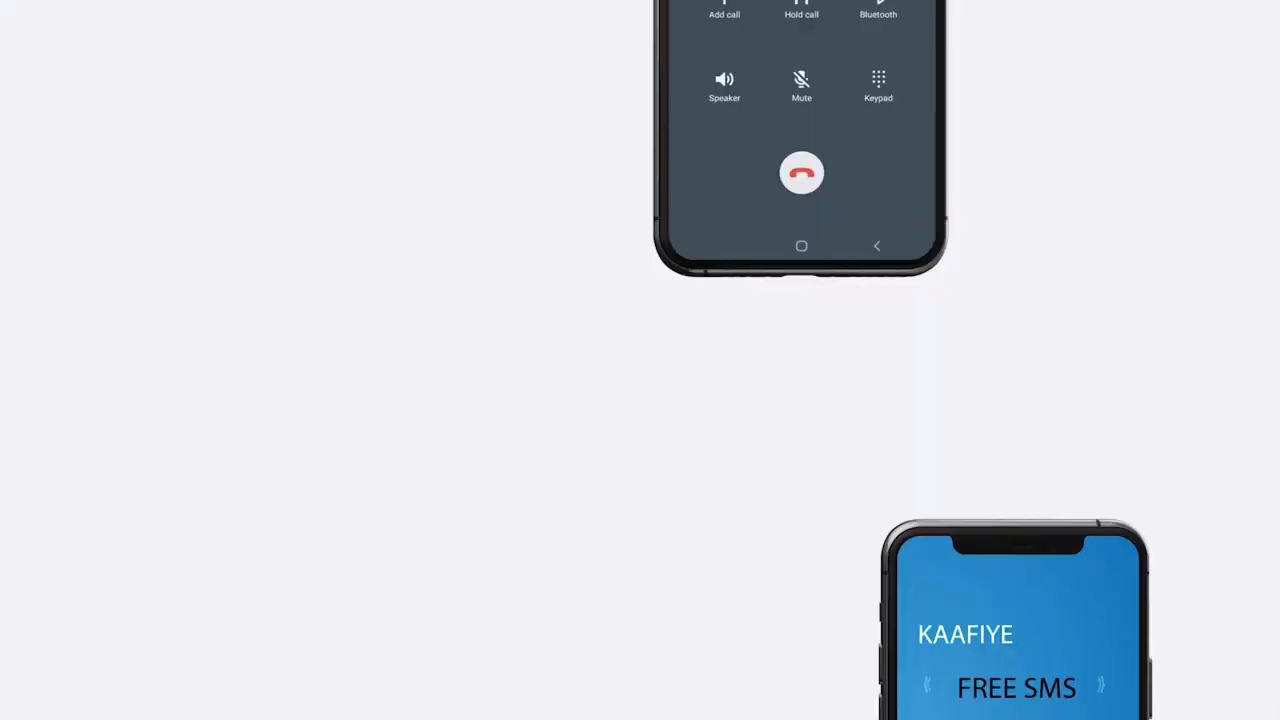 Add call Hold call Bluetooth
Speaker Mute Keypad
KAAFIYE
FREE SMS